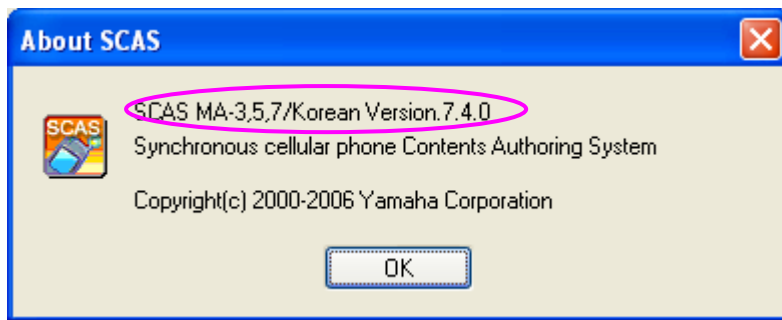 About SCAS
SCAS
SCAS MA-3,5,7/Korean Version.7.4.0
Synchronous cellular phone Contents Authoring System
Copyright(c) 2000-2006 Yamaha Corporation
OK